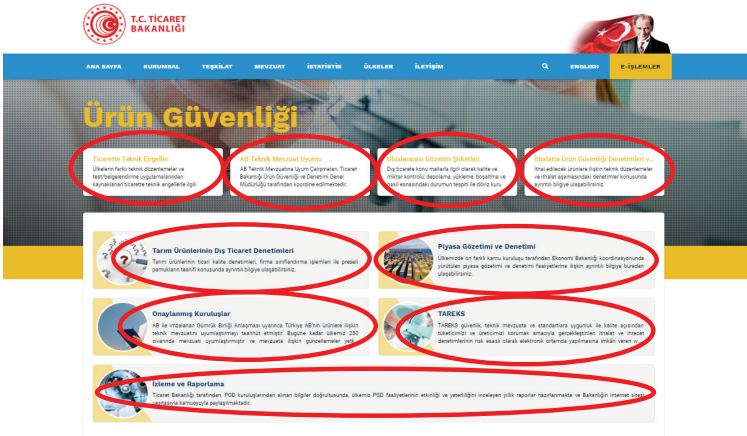 T.C. TİCARET
BAKANLIĞI
ANA SAYFA KURUMSAL TEŞKİLAT MEVZUAT İSTATİSTİK ÜLKELER İLETİŞİM ENGLISH E-İŞLEMLER
Ürün Güvenliği
Ticarette Teknik Engeller
Ülkelerin farklı teknik düzenlemeler ve
test/belgelendirme uygulamalarından
kaynaklanan ticarette teknik engellerle ilgili
AB Teknik Mevzuat Uyumu
AB Teknik Mevzuatına Uyum Çalışmaları, Ticaret
Bakanlığı Ürün Güvenliği ve Denetimi Genel
Müdürlüğü tarafından koordine edilmektedir.
Uluslararası Gözetim Şirketleri
Dış ticarete konu mallarla ilgili olarak kalite ve
miktar kontrolü; depolama, yükleme, boşaltma ve
nakil esnasındaki durumun tespiti ile döviz kuru
İthalatta Ürün Güvenliği Denetimleri v...
İthal edilecek ürünlere ilişkin teknik düzenlemeler
ve ithalat aşamasındaki denetimler konusunda
ayrıntılı bilgiye ulaşabilirsiniz.
Tarım Ürünlerinin Dış Ticaret Denetimleri
Tarım ürünlerinin ticari kalite denetimleri, firma sınıflandırma işlemleri ile preseli
pamukların tasnifi konusunda ayrıntılı bilgiye ulaşabilirsiniz.
Piyasa Gözetimi ve Denetimi
Ülkemizde on farklı kamu kuruluşu tarafından Ekonomi Bakanlığı koordinasyonunda
yürütülen piyasa gözetimi ve denetimi faaliyetlerine ilişkin ayrıntılı bilgiye buradan
ulaşabilirsiniz.
Onaylanmış Kuruluşlar
AB ile imzalanan Gümrük Birliği Anlaşması uyarınca Türkiye AB'nin ürünlere ilişkin
teknik mevzuatını uyumlaştırmayı taahhüt etmiştir. Bugüne kadar ülkemiz 250
civarında mevzuatı uyumlaştırmıştır ve mevzuata ilişkin güncellemeler yetk...
TAREKS
TAREKS güvenlik, teknik mevzuata ve standartlara uygunluk ile kalite açısından
tüketicimizi ve üreticimizi korumak amacıyla gerçekleştirilen ithalat ve ihracat
denetimlerinin risk esaslı olarak elektronik ortamda yapılmasına imkân veren w...
İzleme ve Raporlama
Ticaret Bakanlığı tarafından, PGD kuruluşlarından alınan bilgiler doğrultusunda, ülkemiz PGD faaliyetlerinin etkinliği ve yeterliliğini inceleyen yıllık raporlar hazırlanmakta ve Bakanlığın internet sitesi
vasıtasıyla kamuoyuyla paylaşılmaktadır.